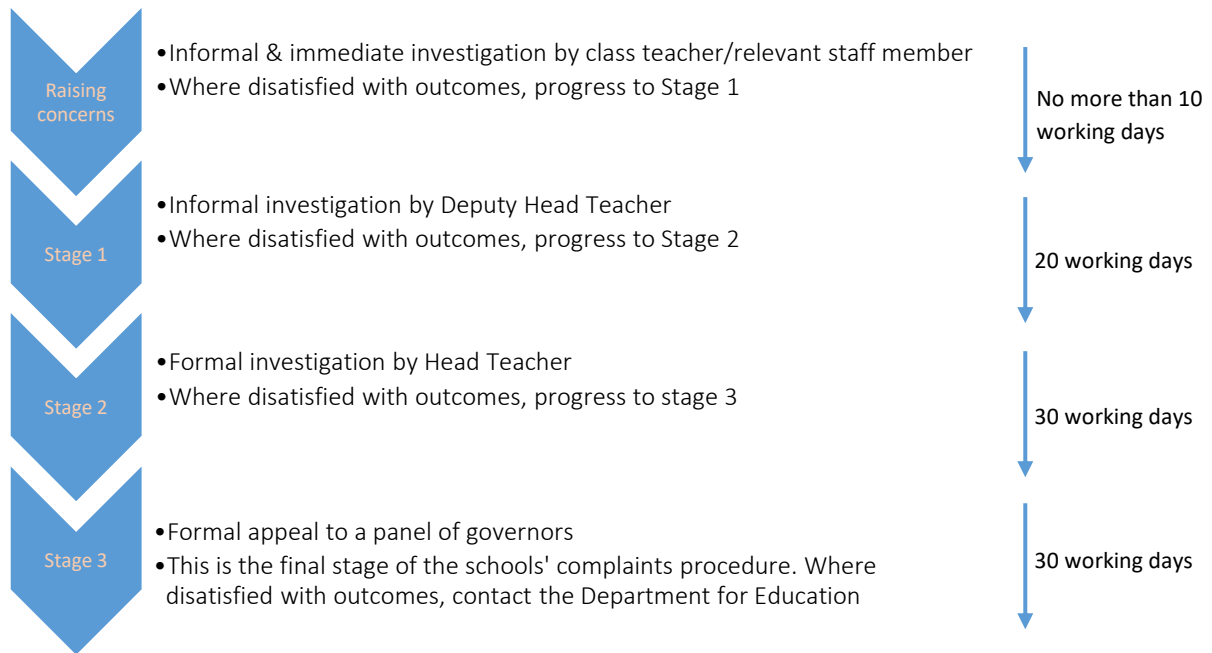 Raising
concerns
•Informal & immediate investigation by class teacher/relevant staff member
•Where disatisfied with outcomes, progress to Stage 1
No more than 10
working days
Stage 1
•Informal investigation by Deputy Head Teacher
•Where disatisfied with outcomes, progress to Stage 2
20 working days
Stage 2
•Formal investigation by Head Teacher
•Where disatisfied with outcomes, progress to stage 3
30 working days
Stage 3
•Formal appeal to a panel of governors
•This is the final stage of the schools' complaints procedure. Where
disatisfied with outcomes, contact the Department for Education
30 working days